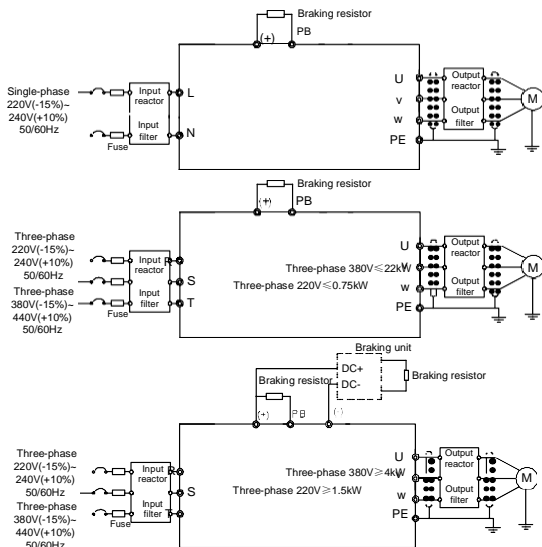 Braking resistor
(+)
PB
Single-phase
220V(-15%)~
240V(+10%)
50/60Hz
Fuse
Input
reactor
Input
filter
L
N
U
v
w
PE
Output
reactor
Output
filter
M
Braking resistor
(+)
PB
Three-phase
220V(-15%)~
240V(+10%)
50/60Hz
Three-phase
380V(-15%)~
440V(+10%)
50/60Hz
Fuse
Input
reactor
Input
filter
R
S
T
Three-phase 380V≤22kW
Three-phase 220V≤0.75kW
U
w
PE
Output
reactor
Output
filter
M
Braking unit
DC+
DC-
Braking resistor
Braking resistor
(+)
PB
(-)
Three-phase
220V(-15%)~
240V(+10%)
50/60Hz
Three-phase
380V(-15%)~
440V(+10%)
50/60Hz
Fuse
Input
reactor
Input
filter
S
T
Three-phase 380V≥4kW
Three-phase 220V≥1.5kW
U
w
PE
Output
reactor
Output
filter
M